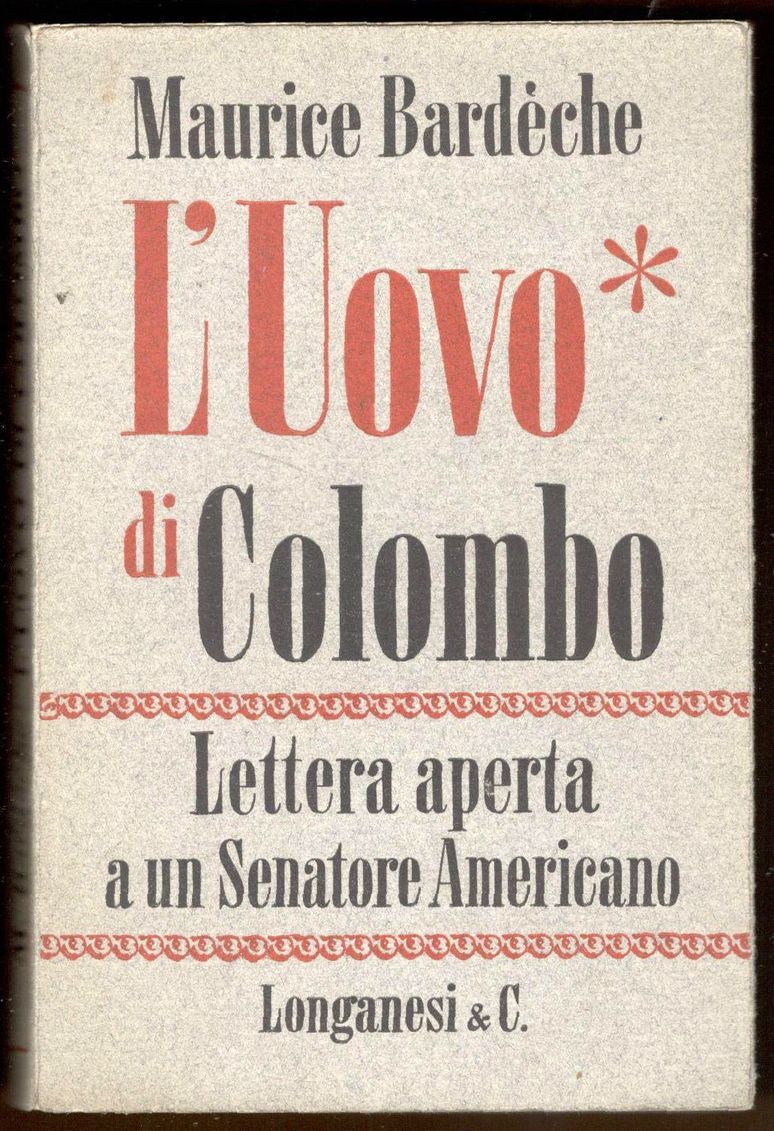 Maurice Bardèche
L'Uovo*
di Colombo
Lettera aperta
a un Senatore Americano
Longanesi & C.